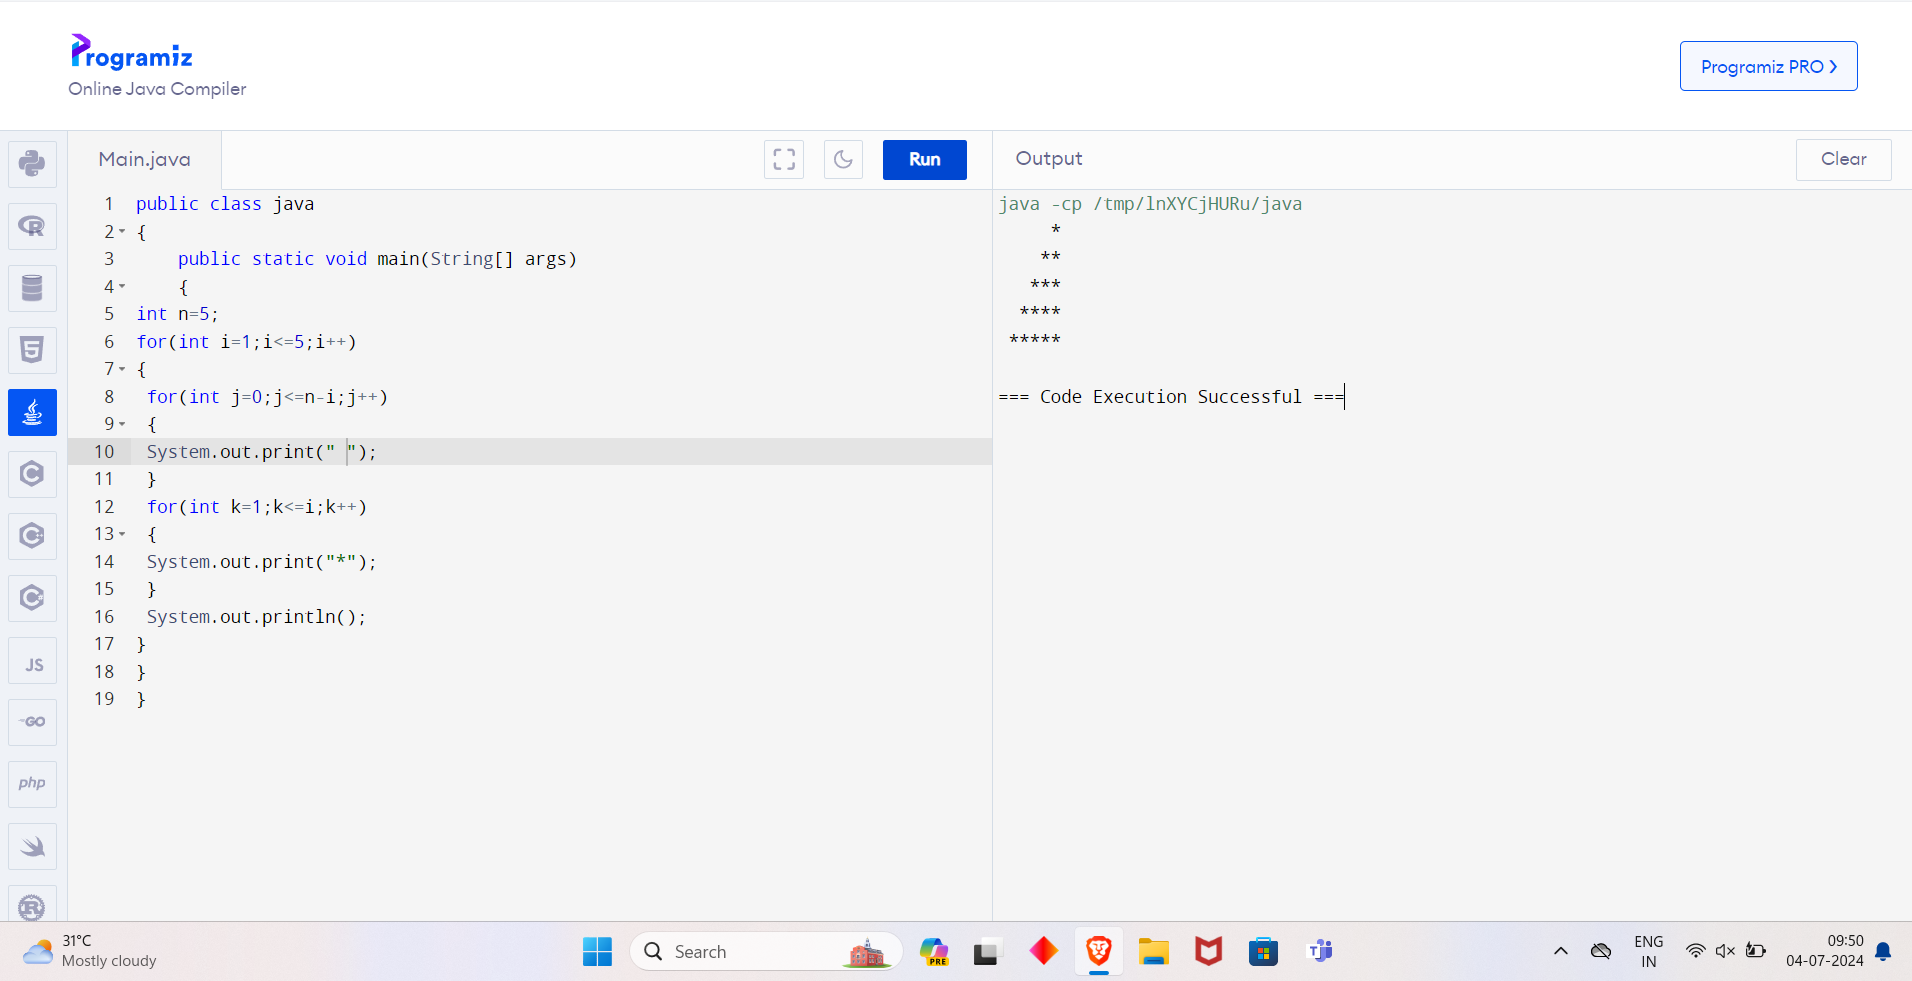 Programiz
Online Java Compiler
Programiz PRO
Main.java
Run
Output
Clear
1 public class java
2 {
3     public static void main(String[] args)
4     {
5 int n=5;
6 for(int i=1;i<=5;i++)
7 {
8  for(int j=0;j<=n-i;j++)
9  {
10  System.out.print(" ");
11  }
12  for(int k=1;k<=i;k++)
13  {
14  System.out.print("*");
15  }
16  System.out.println();
17 }
18 }
19 }
java -cp /tmp/lnXYCjHURu/java
     *
    **
   ***
  ****
 *****
=== Code Execution Successful ===
R
5
C
C
C
JS
GO
php
R
31°C
Mostly cloudy
Search
PRE
T
ENG
IN
09:50
04-07-2024